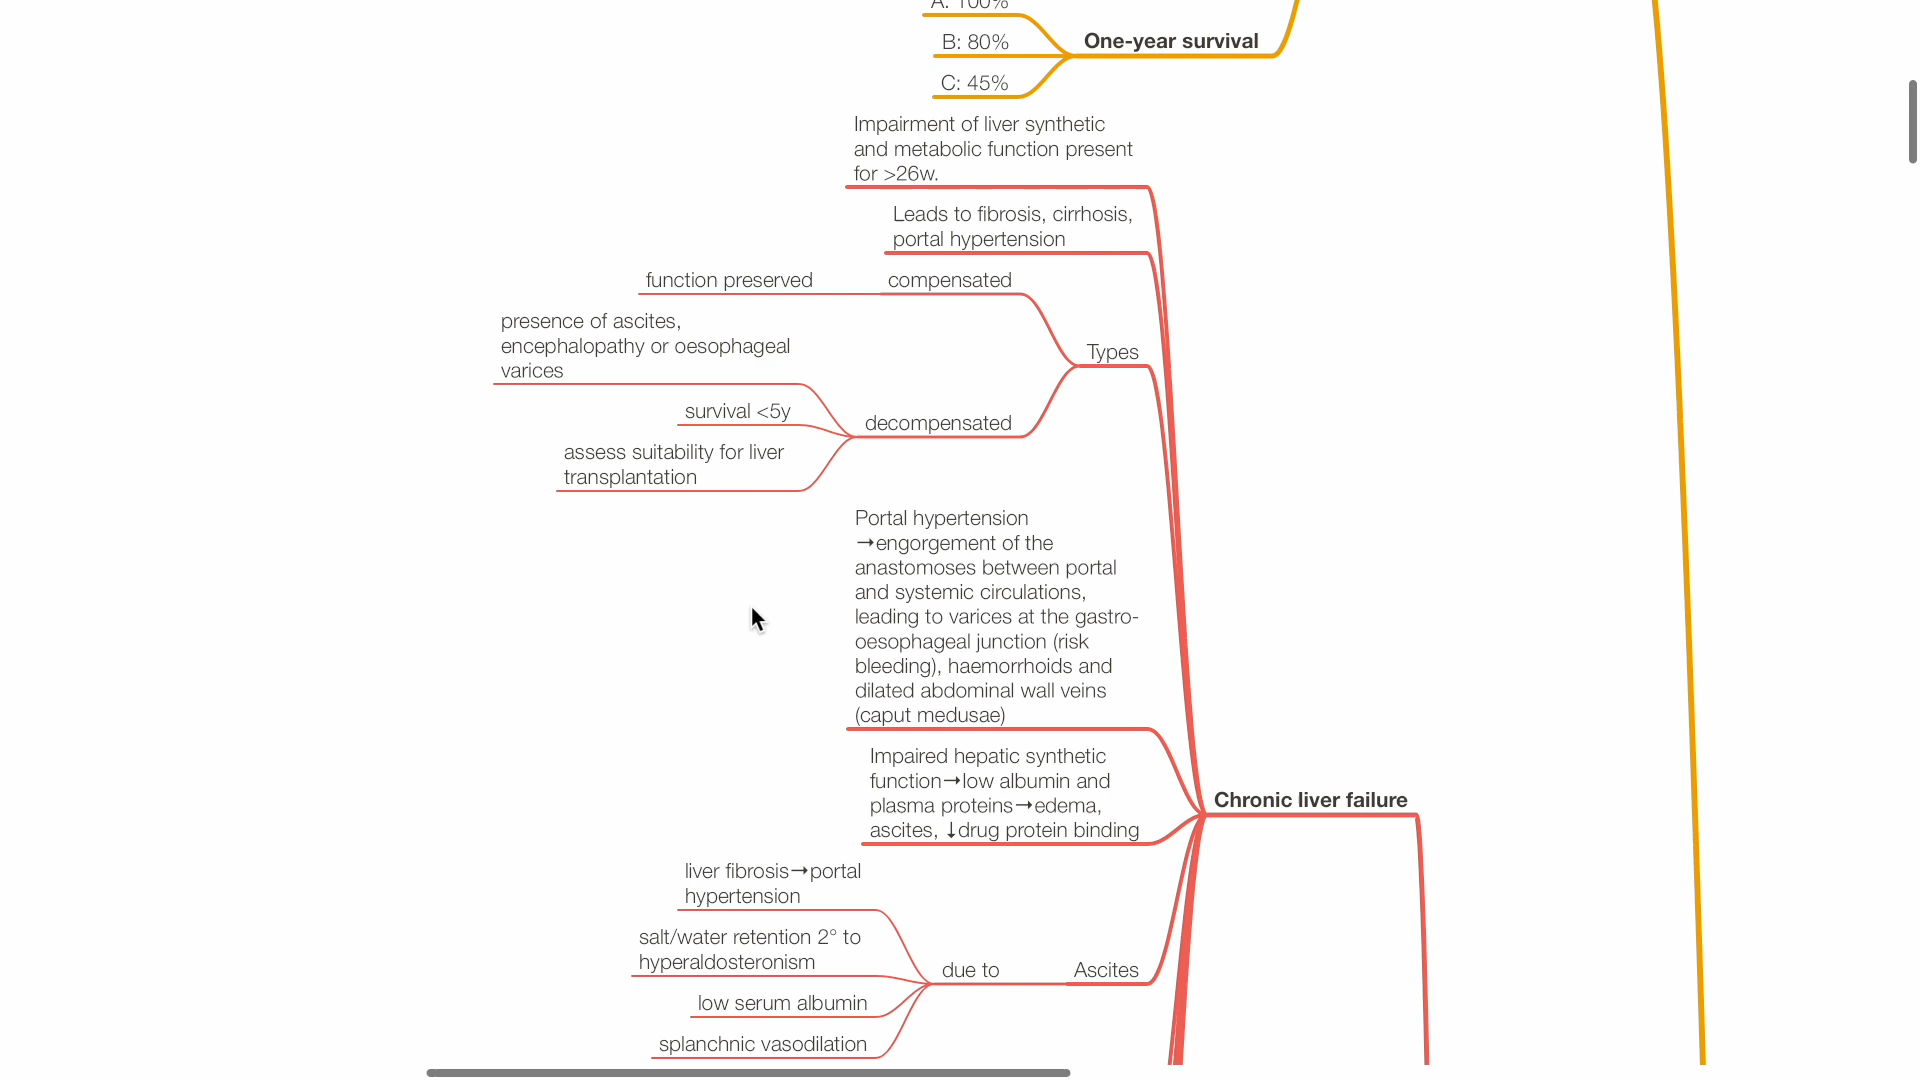 A: 100%
B: 80%
One-year survival
C: 45%
Impairment of liver synthetic
and metabolic function present
for >26w.
Leads to fibrosis, cirrhosis,
portal hypertension
function preserved
compensated
presence of ascites,
encephalopathy or oesophageal
varices
Types
survival <5y
decompensated
assess suitability for liver
transplantation
Portal hypertension
→engorgement of the
anastomoses between portal
and systemic circulations,
leading to varices at the gastro-
oesophageal junction (risk
bleeding), haemorrhoids and
dilated abdominal wall veins
(caput medusae)
Impaired hepatic synthetic
function→low albumin and
plasma proteins→edema,
ascites, ↓drug protein binding
Chronic liver failure
liver fibrosis→portal
hypertension
salt/water retention 2° to
hyperaldosteronism
due to
Ascites
low serum albumin
splanchnic vasodilation